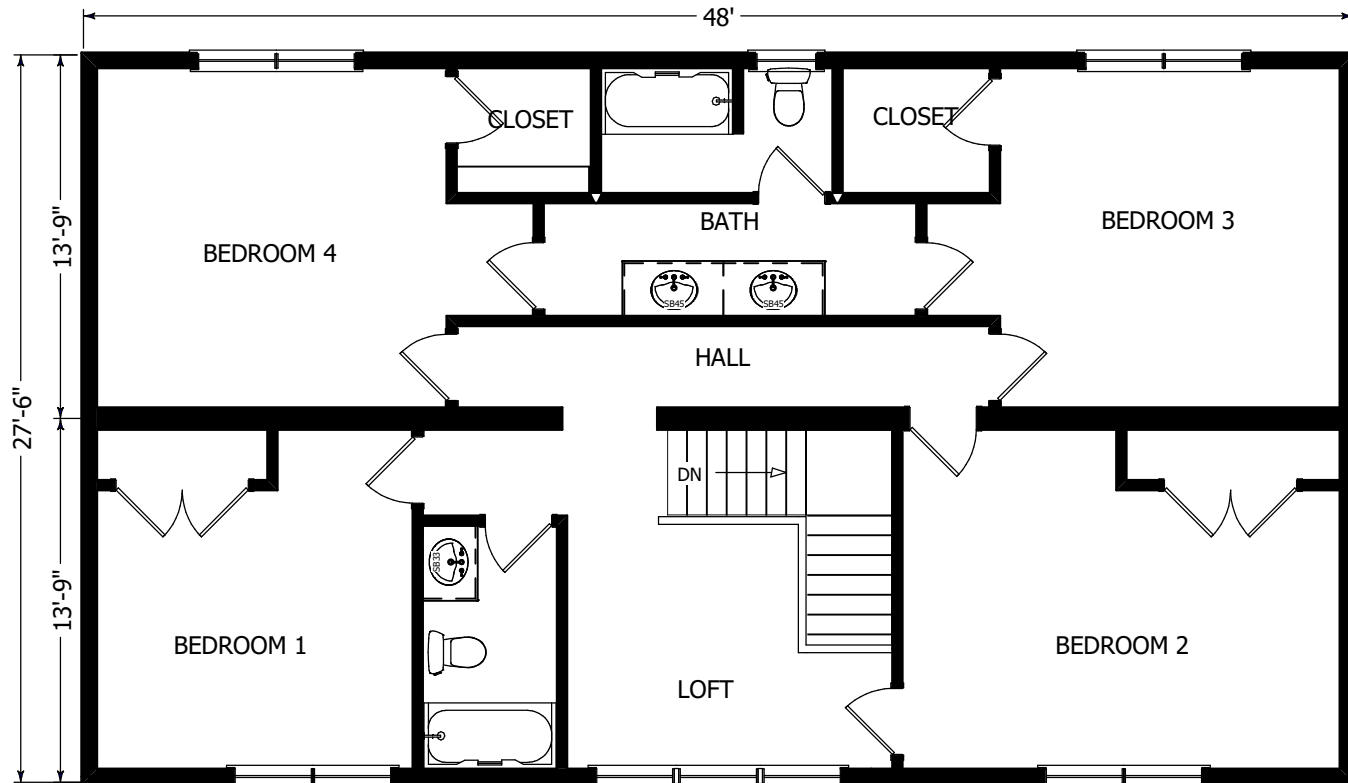 48'
CLOSET
CLOSET
13'-9"
BATH
BEDROOM 3
BEDROOM 4
SB45
SB45
HALL
27'-6"
DN
SB33
13'-9"
BEDROOM 1
BEDROOM 2
LOFT